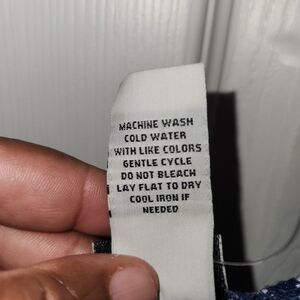 MACHINE WASH
COLD WATER
WITH LIKE COLORS
GENTLE CYCLE
DO NOT BLEACH
LAY FLAT TO DRY
COOL IRON IF
NEEDED